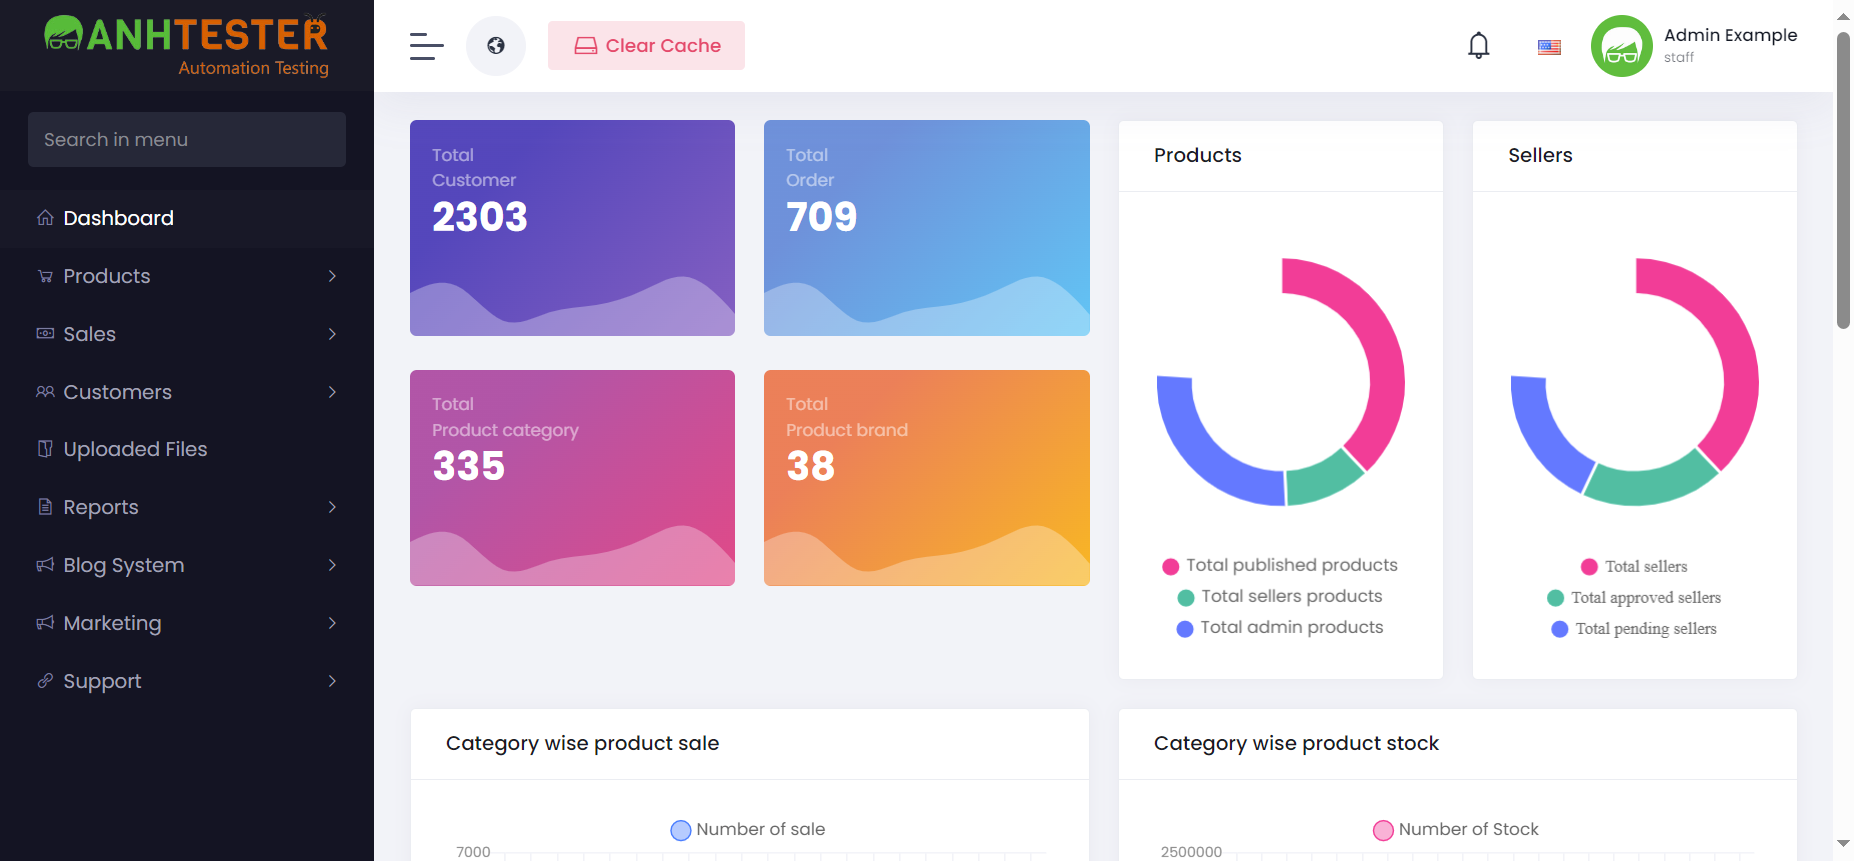 ANHTESTER
Automation Testing
Search in menu
Dashboard
Products
Sales
Customers
Uploaded Files
Reports
Blog System
Marketing
Support
Clear Cache
Admin Example
staff
Total
Customer
2303
Total
Order
709
Total
Product category
335
Total
Product brand
38
Products
Total published products
Total sellers products
Total admin products
Sellers
Total sellers
Total approved sellers
Total pending sellers
Category wise product sale
Number of sale
7000
Category wise product stock
Number of Stock
2500000